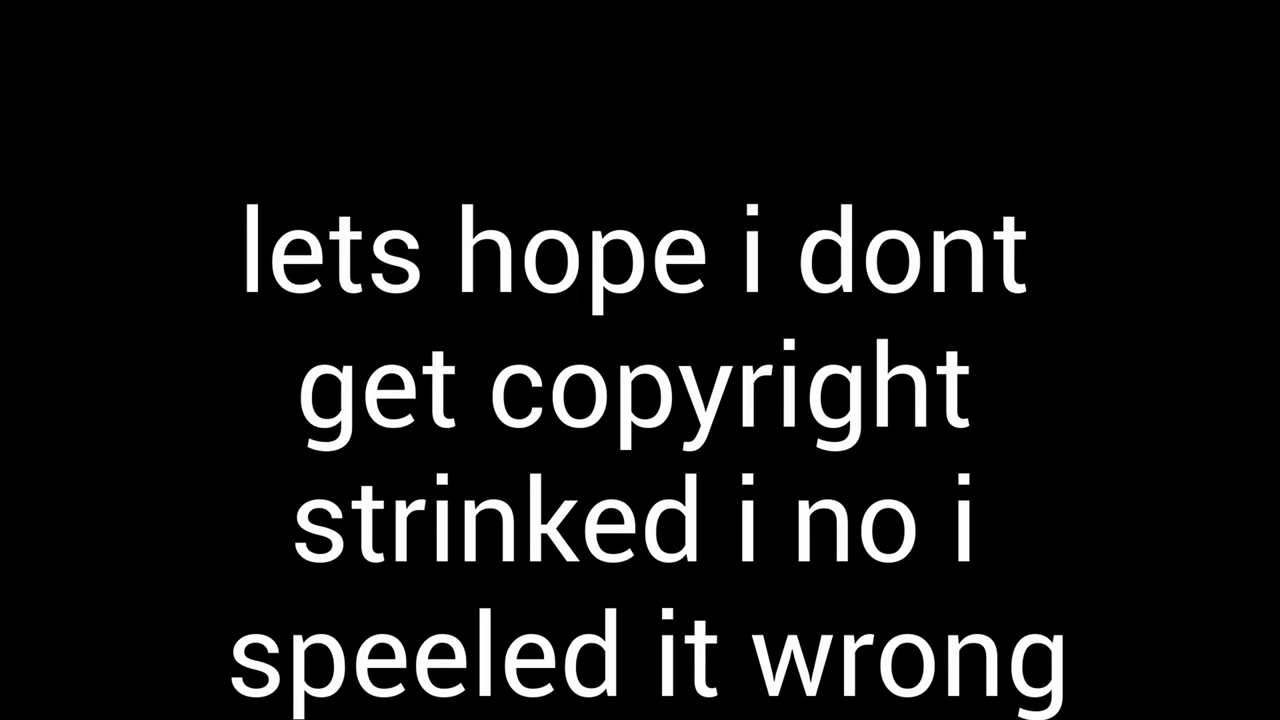 lets hope i dont
get copyright
strinked i no i
speeled it wrong